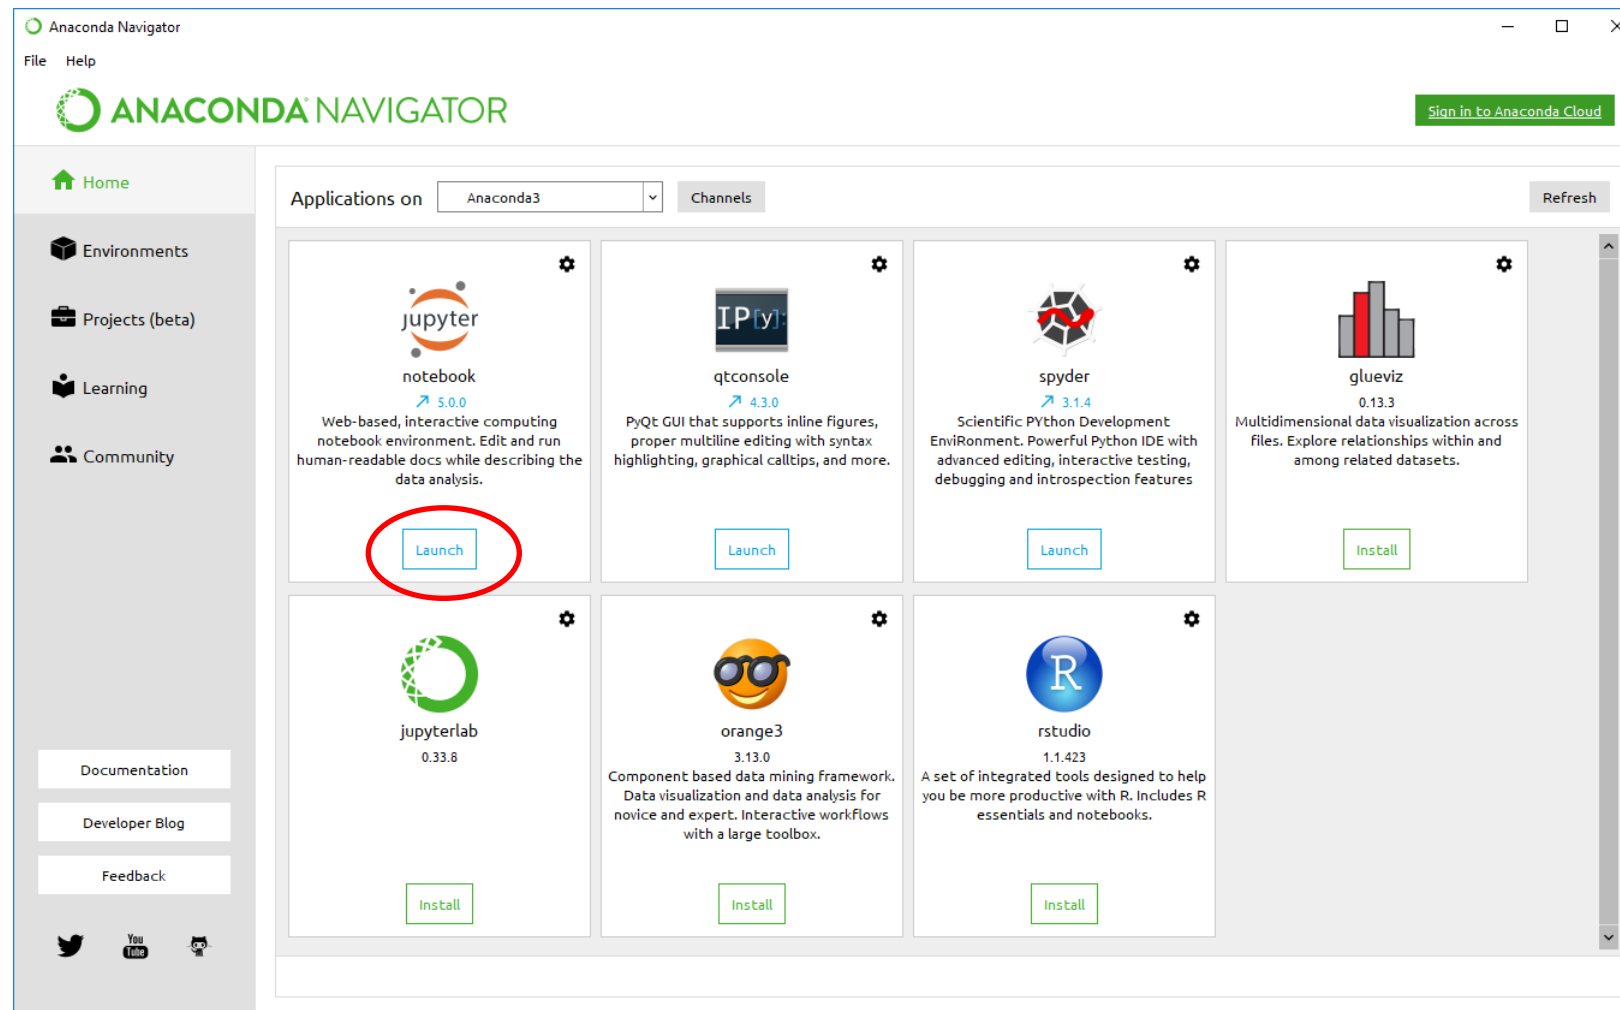 Anaconda Navigator
File Help
ANACONDA NAVIGATOR
Sign in to Anaconda Cloud
Home
Environments
Projects (beta)
Learning
Community
Documentation
Developer Blog
Feedback
You
Tube
Applications on Anaconda3 Channels Refresh
jupyter
notebook
5.0.0
Web-based, interactive computing
notebook environment. Edit and run
human-readable docs while describing the
data analysis.
Launch
IP[y]:
qtconsole
4.3.0
PyQt GUI that supports inline figures,
proper multiline editing with syntax
highlighting, graphical calltips, and more.
Launch
spyder
3.1.4
Scientific PYthon Development
EnviRonment. Powerful Python IDE with
advanced editing, interactive testing,
debugging and introspection features
Launch
glueviz
0.13.3
Multidimensional data visualization across
files. Explore relationships within and
among related datasets.
Install
jupyterlab
0.33.8
Install
orange3
3.13.0
Component based data mining framework.
Data visualization and data analysis for
novice and expert. Interactive workflows
with a large toolbox.
Install
R
rstudio
1.1.423
A set of integrated tools designed to help
you be more productive with R. Includes R
essentials and notebooks.
Install